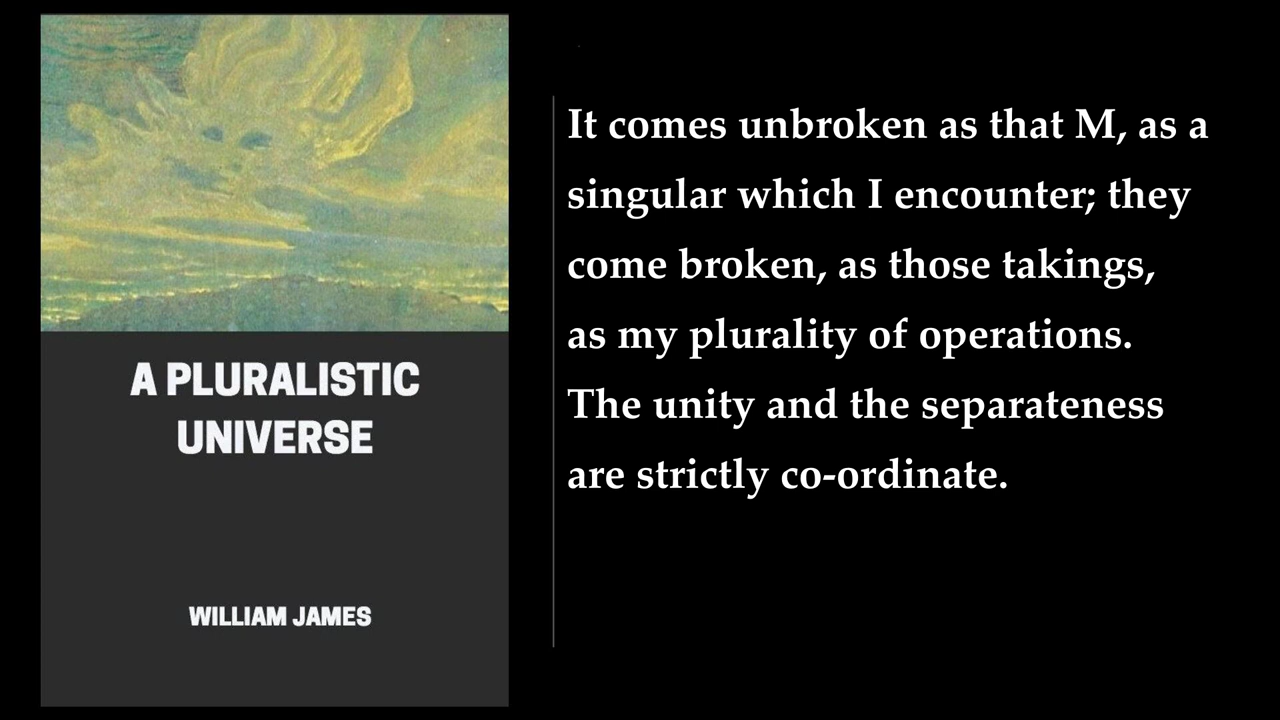 A PLURALISTIC
UNIVERSE
WILLIAM JAMES
It comes unbroken as that M, as a
singular which I encounter; they
come broken, as those takings,
as my plurality of operations.
The unity and the separateness
are strictly co-ordinate.